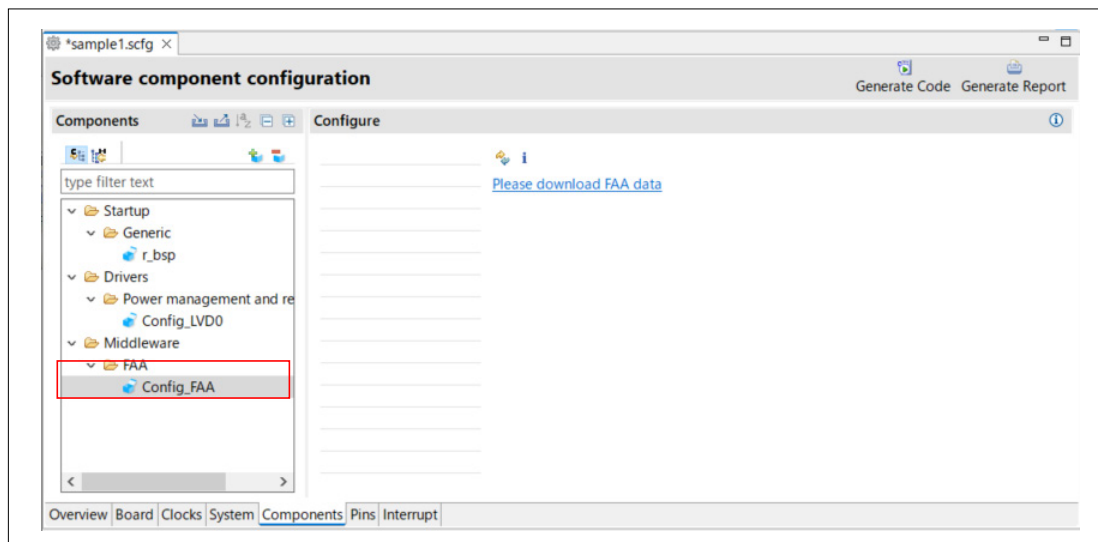 *sample1.scfg
Software component configuration
Generate Code Generate Report
Components
Configure
type filter text
Please download FAA data
Startup
Generic
r_bsp
Drivers
Power management and re
Config_LVD0
Middleware
FAA
Config_FAA
Overview Board Clocks System Components Pins Interrupt